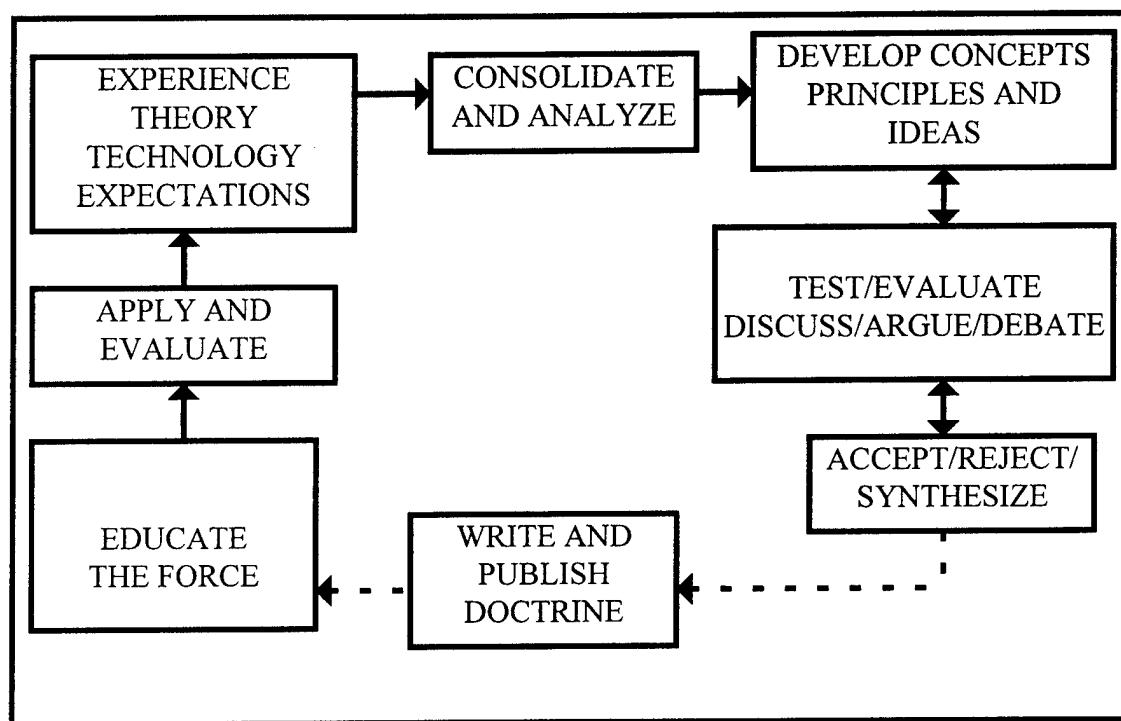 EXPERIENCE
THEORY
TECHNOLOGY
EXPECTATIONS
CONSOLIDATE
AND ANALYZE
DEVELOP CONCEPTS
PRINCIPLES AND
IDEAS
TEST/EVALUATE
DISCUSS/ARGUE/DEBATE
ACCEPT/REJECT/
SYNTHESIZE
WRITE AND
PUBLISH
DOCTRINE
EDUCATE
THE FORCE
APPLY AND
EVALUATE